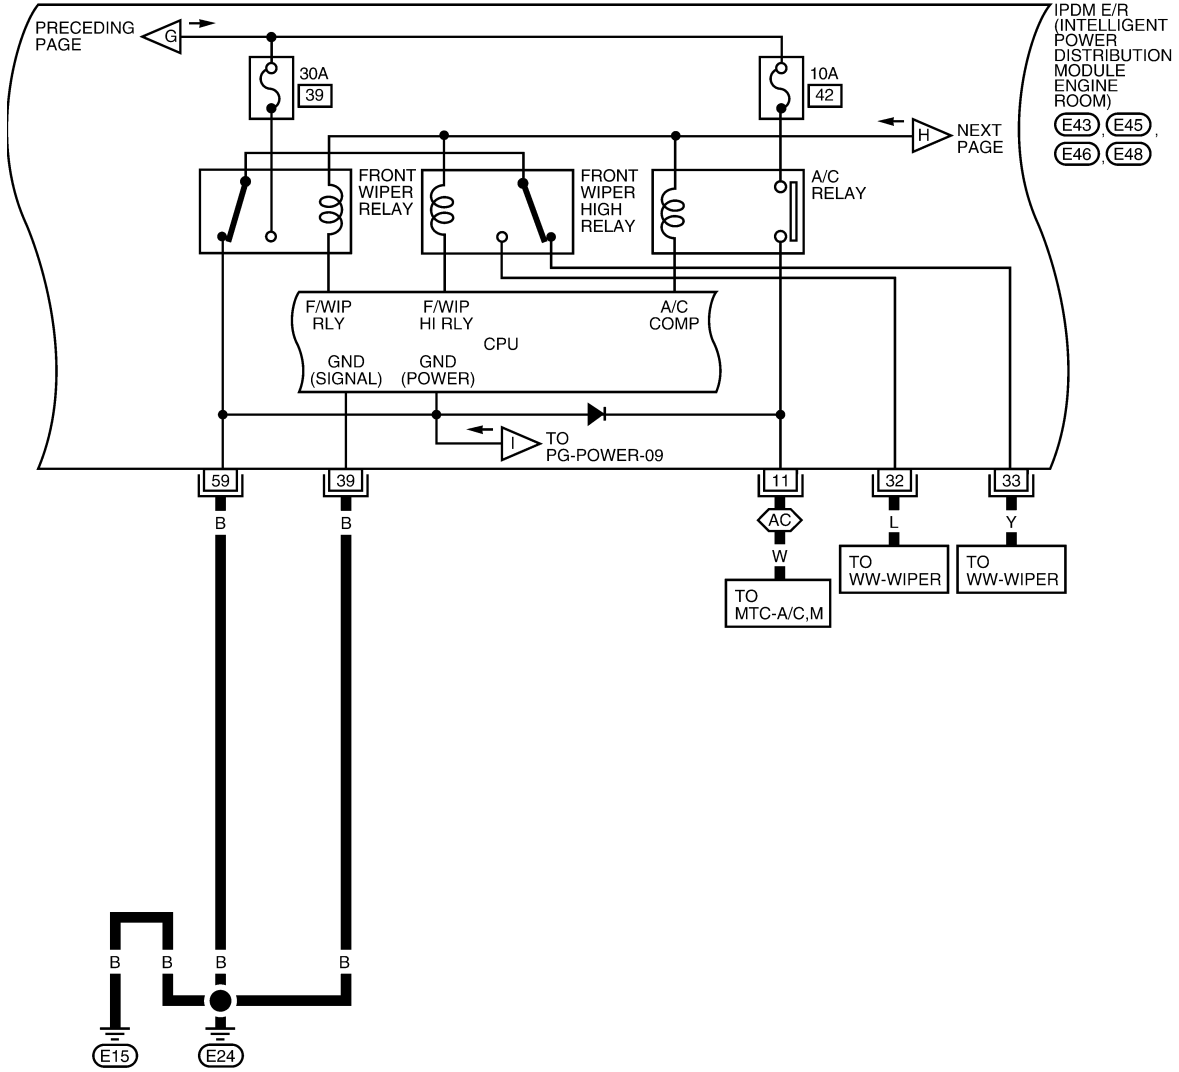 PRECEDING
PAGE
G
IPDM E/R
(INTELLIGENT
POWER
DISTRIBUTION
MODULE
ENGINE
ROOM)
E43 , E45 ,
E46 , E48
30A
39
10A
42
H
NEXT
PAGE
FRONT
WIPER
RELAY
FRONT
WIPER
HIGH
RELAY
A/C
RELAY
F/WIP
RLY
F/WIP
HI RLY
A/C
COMP
CPU
GND
(SIGNAL)
GND
(POWER)
I
TO
PG-POWER-09
59
39
11
32
33
B
B
AC
L
Y
W
TO
WW-WIPER
TO
WW-WIPER
TO
MTC-A/C,M
B
B
B
B
E15
E24